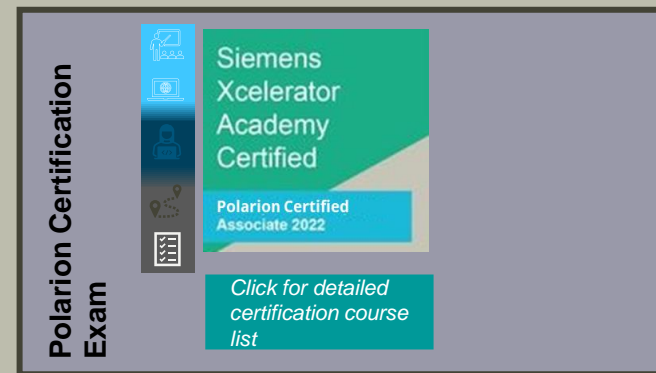 Polarion Certification
Exam
Siemens
Xcelerator
Academy
Certified
Polarion Certified
Associate 2022
Click for detailed
certification course
list